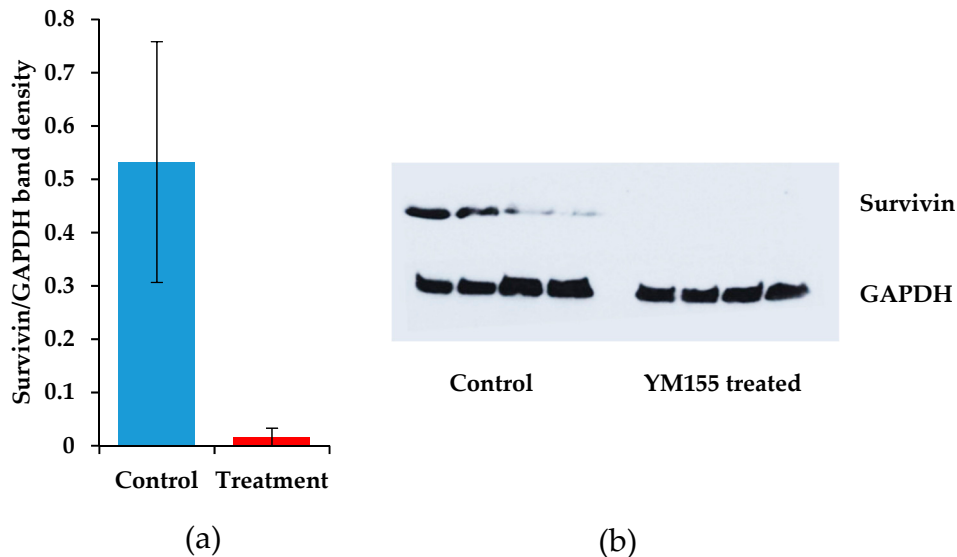 Survivin/GAPDH band density
0.8
0.7
0.6
0.5
0.4
0.3
0.2
0.1
0
Control Treatment
(a)
Survivin
GAPDH
Control YM155 treated
(b)